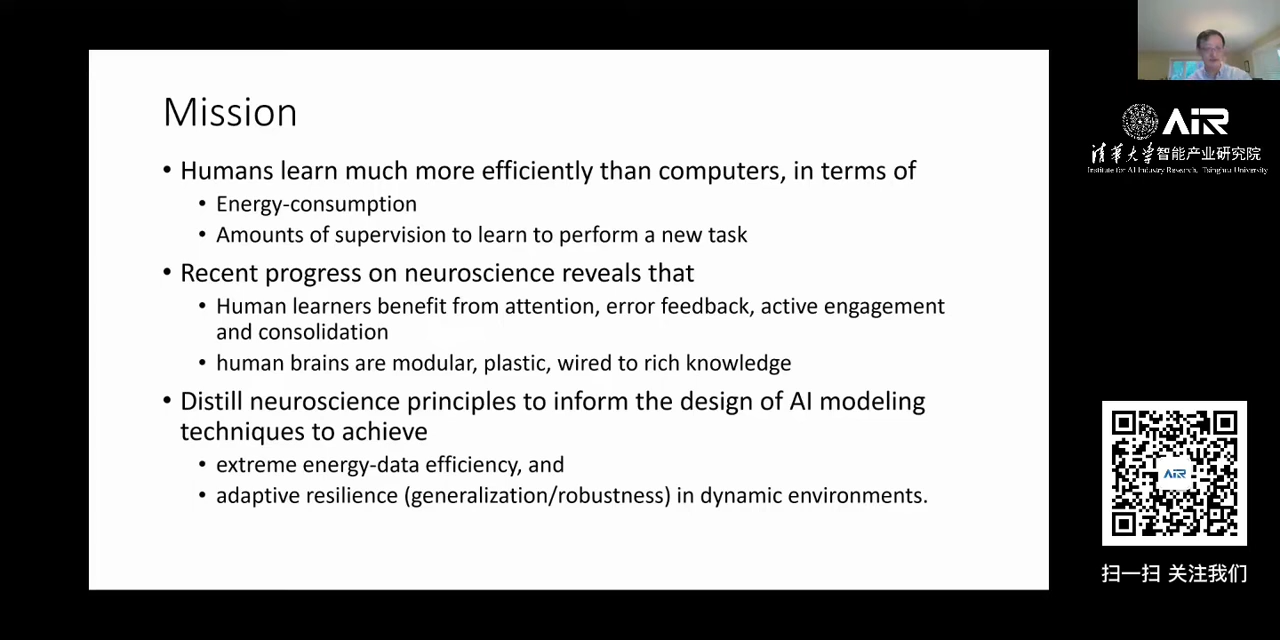 Mission
• Humans learn much more efficiently than computers, in terms of
• Energy-consumption
• Amounts of supervision to learn to perform a new task
• Recent progress on neuroscience reveals that
• Human learners benefit from attention, error feedback, active engagement
and consolidation
• human brains are modular, plastic, wired to rich knowledge
• Distill neuroscience principles to inform the design of AI modeling
techniques to achieve
• extreme energy-data efficiency, and
• adaptive resilience (generalization/robustness) in dynamic environments.
AIR
清华大学智能产业研究院
Institute for AI Industry Research, Tsinghua University
AIR
扫一扫 关注我们